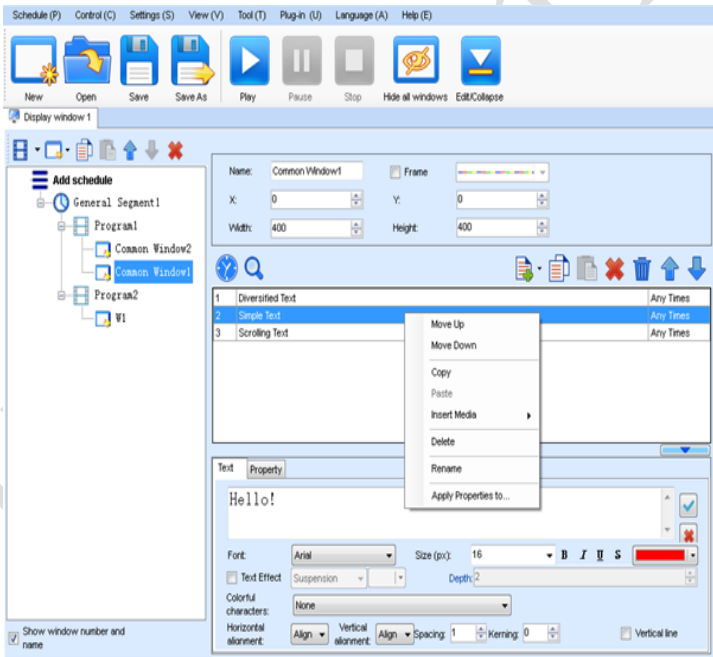 Schedule (P) Control (C) Settings (S) View (V) Tool (T) Plug-in (U) Language (A) Help (E)
New Open Save Save As Play Pause Stop Hide all windows Edit/Collapse
Display window 1
Add schedule
General Segment1
Program1
Common Window2
Common Window1
Program2
W1
Show window number and
name
Name: Common Window1 Frame
X: 0 Y: 0
Width: 400 Height: 400
1 Diversified Text Any Times
2 Simple Text Any Times
3 Scrolling Text Any Times
Move Up
Move Down
Copy
Paste
Insert Media
Delete
Rename
Apply Properties to...
Text Property
Hello!
Font: Arial Size (px): 16 B I U S
Text Effect Suspension Depth: 2
Colorful
characters: None
Horizontal
alignment: Align Vertical
alignment: Align Spacing: 1 Kerning: 0 Vertical line